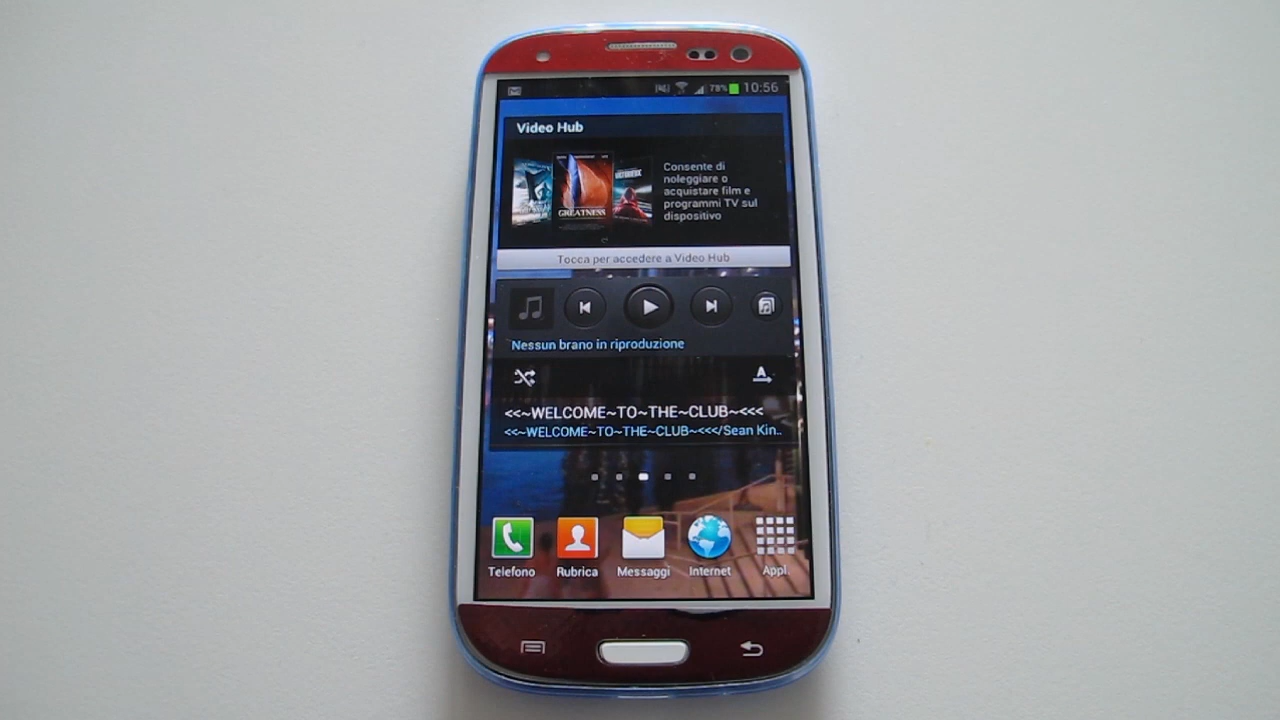 78% 10:56
Video Hub
GREATNESS
Consente di
noleggiare o
acquistare film e
programmi TV sul
dispositivo
Tocca per accedere a Video Hub
Nessun brano in riproduzione
A
<<~WELCOME~TO~THE~CLUB~<<<
<<~WELCOME~TO~THE~CLUB~<<</Sean Kin..
Telefono
Rubrica
Messaggi
Internet
Appl.